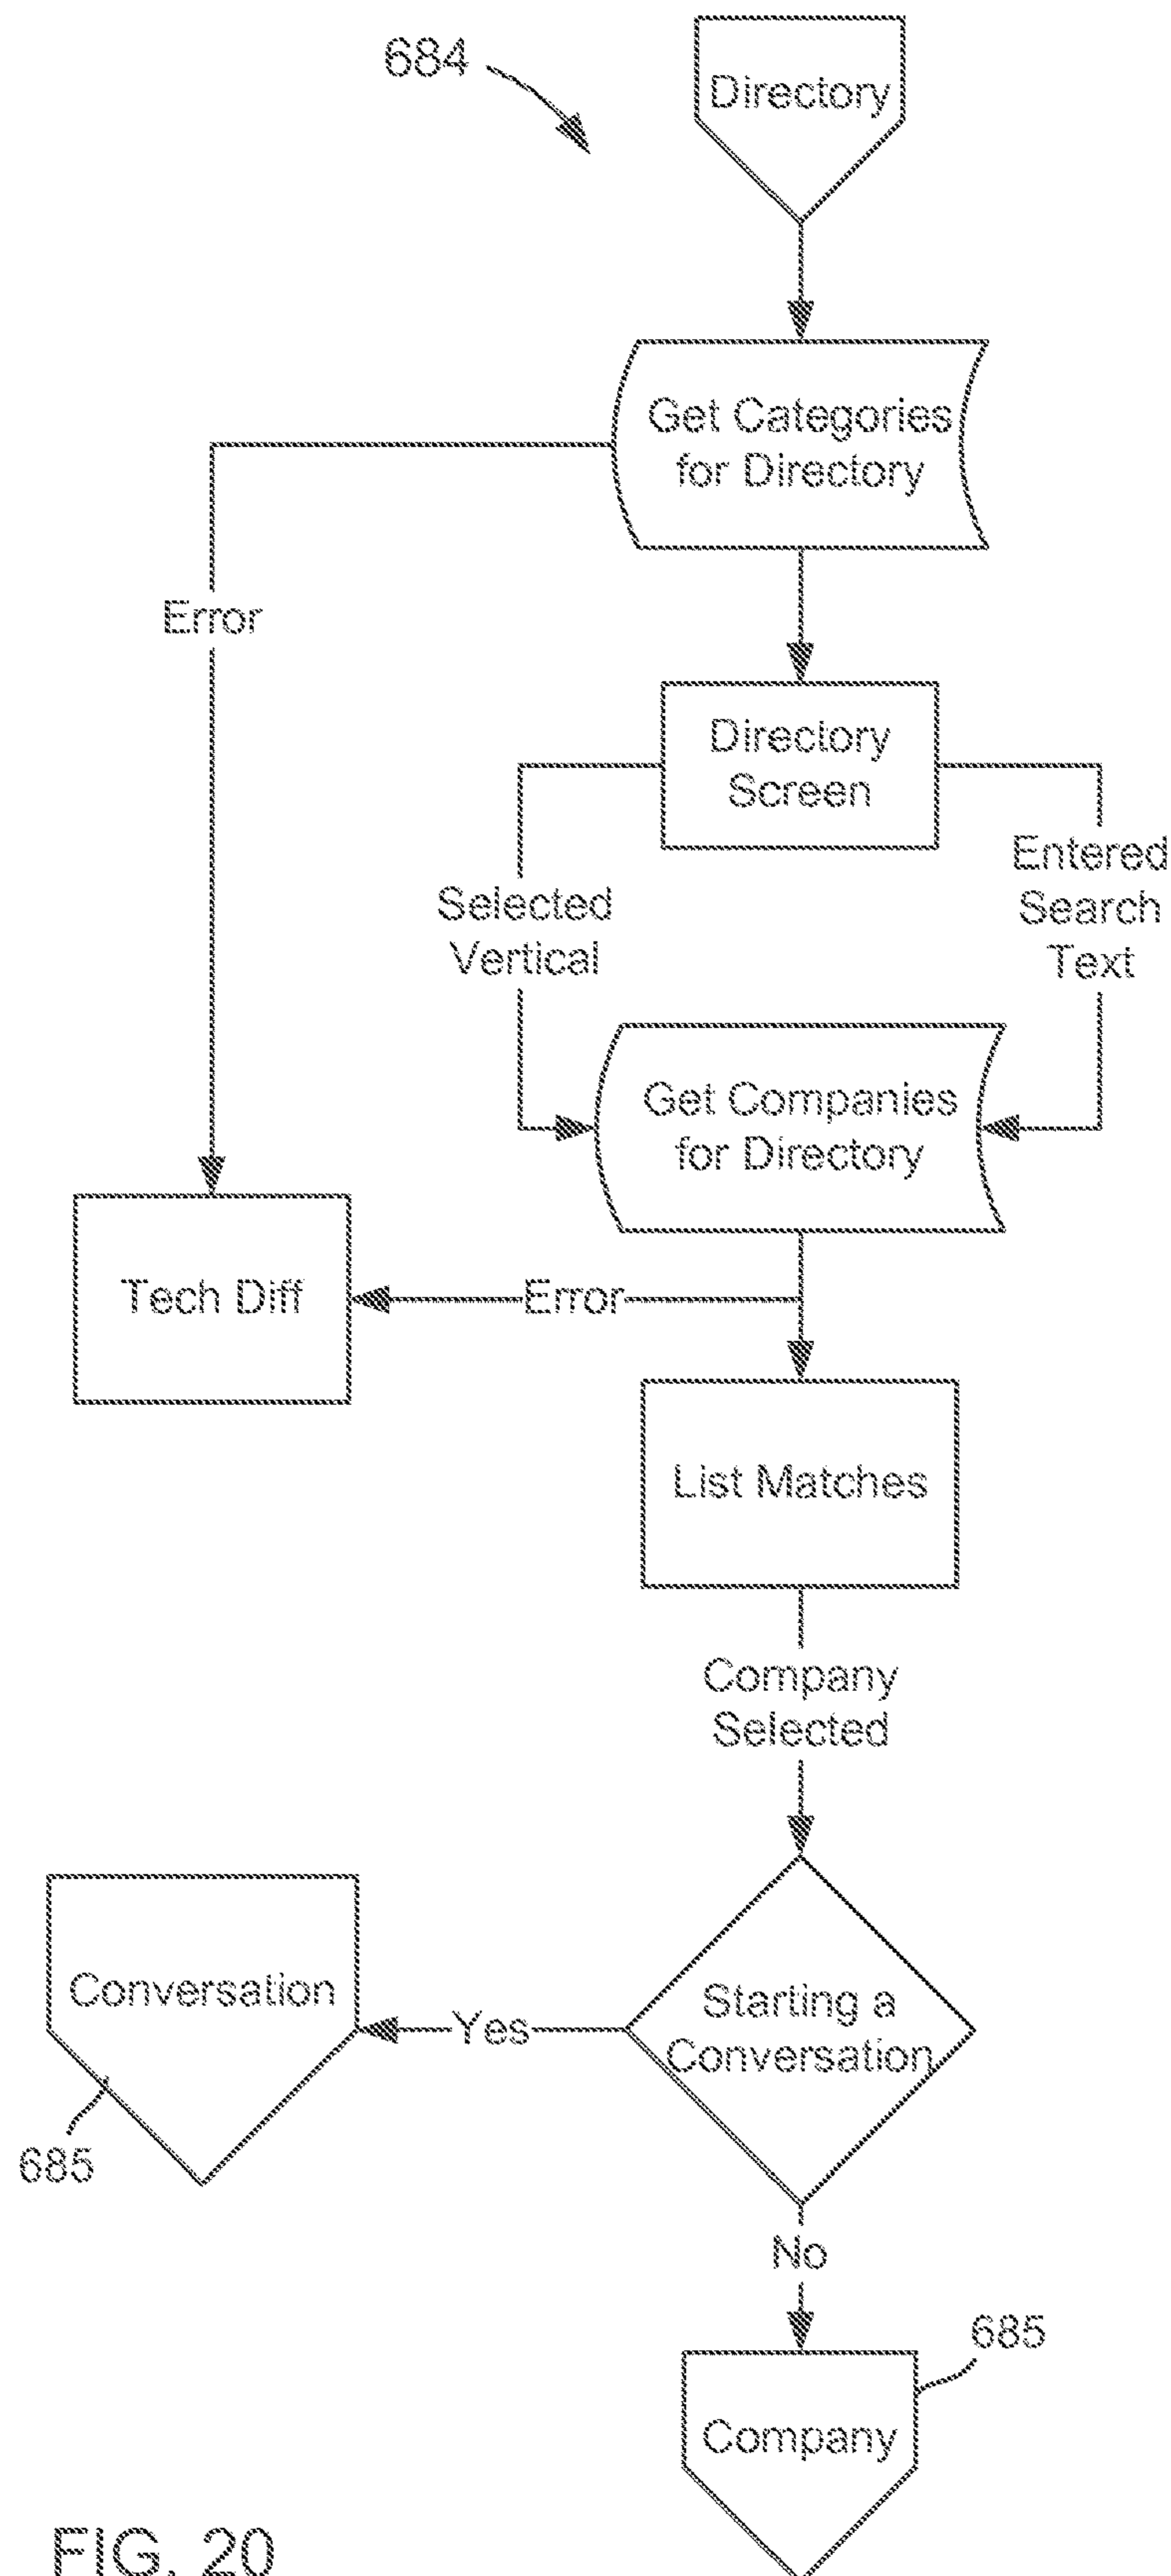 684
Directory
Get Categories
for Directory
Error
Directory
Screen
Selected
Vertical
Entered
Search
Text
Get Companies
for Directory
Tech Diff
Error
List Matches
Company
Selected
Conversation
Yes
Starting a
Conversation
685
No
685
Company
FIG. 20